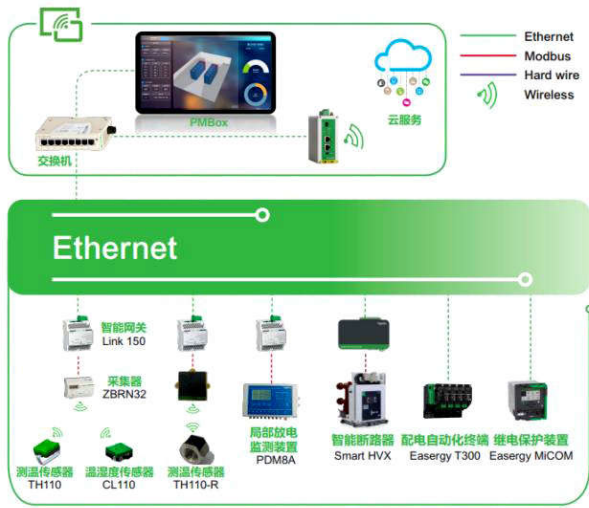 Ethernet
Modbus
Hard wire
Wireless
PMBox
云服务
交换机
Ethernet
智能网关
Link 150
采集器
ZBRN32
测温传感器
TH110
温湿度传感器
CL110
测温传感器
TH110-R
局部放电
监测装置
PDM8A
智能断路器
Smart HVX
配电自动化终端
Easergy T300
继电保护装置
Easergy MiCOM